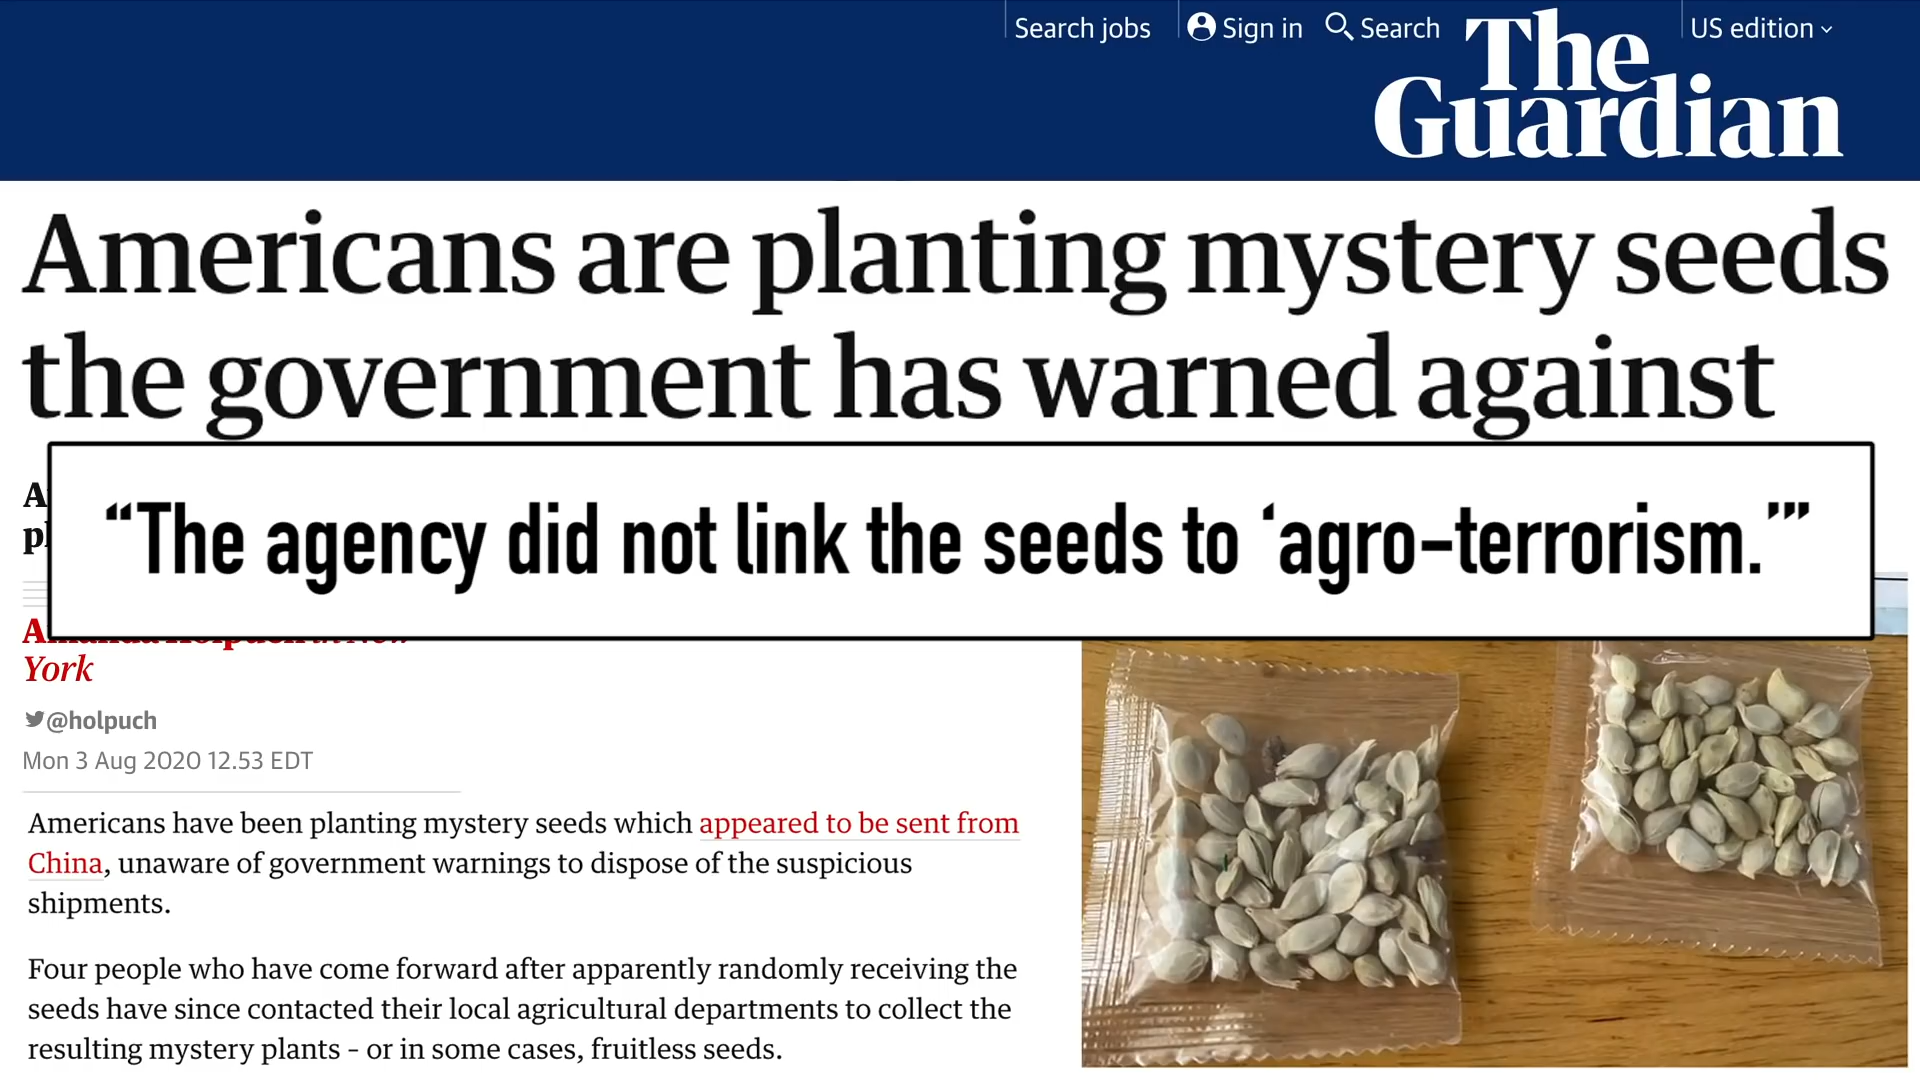 Search jobs
Sign in
Search
US edition
The
Guardian
Americans are planting mystery seeds
the government has warned against
“The agency did not link the seeds to ‘agro-terrorism.’”
York
@holpuch
Mon 3 Aug 2020 12.53 EDT
Americans have been planting mystery seeds which appeared to be sent from
China, unaware of government warnings to dispose of the suspicious
shipments.
Four people who have come forward after apparently randomly receiving the
seeds have since contacted their local agricultural departments to collect the
resulting mystery plants - or in some cases, fruitless seeds.